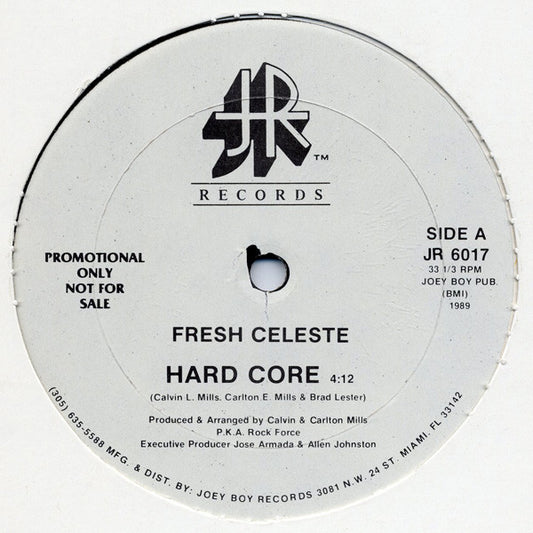 JR
TM
RECORDS
SIDE A
JR 6017
33 1/3 RPM
JOEY BOY PUB.
(BMI)
1989
PROMOTIONAL
ONLY
NOT FOR
SALE
FRESH CELESTE
HARD CORE 4:12
(Calvin L. Mills, Carlton E. Mills & Brad Lester)
Produced & Arranged by Calvin & Carlton Mills
P.K.A. Rock Force
Executive Producer Jose Armada & Allen Johnston
(305) 635-5588 MFG. & DIST. BY: JOEY BOY RECORDS 3081 N.W. 24 ST. MIAMI, FL 33142